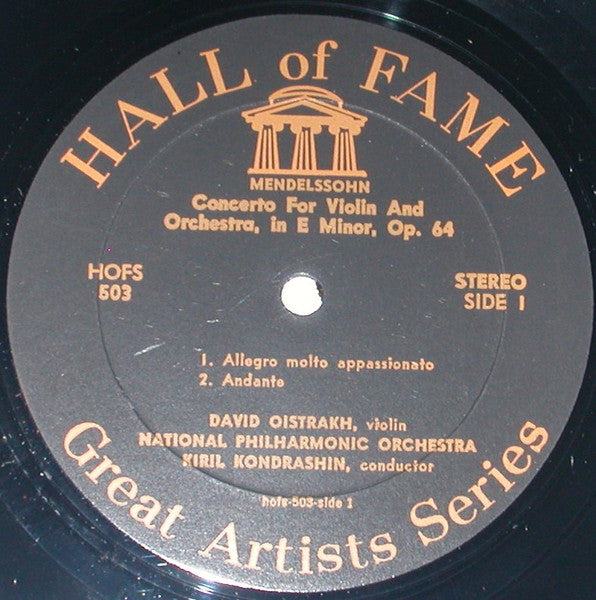 HALL of FAME
MENDELSSOHN
Concerto For Violin And
Orchestra, in E Minor, Op. 64
HOFS
503
STEREO
SIDE 1
1. Allegro molto appassionato
2. Andante
DAVID OISTRAKH, violin
NATIONAL PHILHARMONIC ORCHESTRA
KIRIL KONDRASHIN, conductor
hofs-503-side 1
Great Artists Series